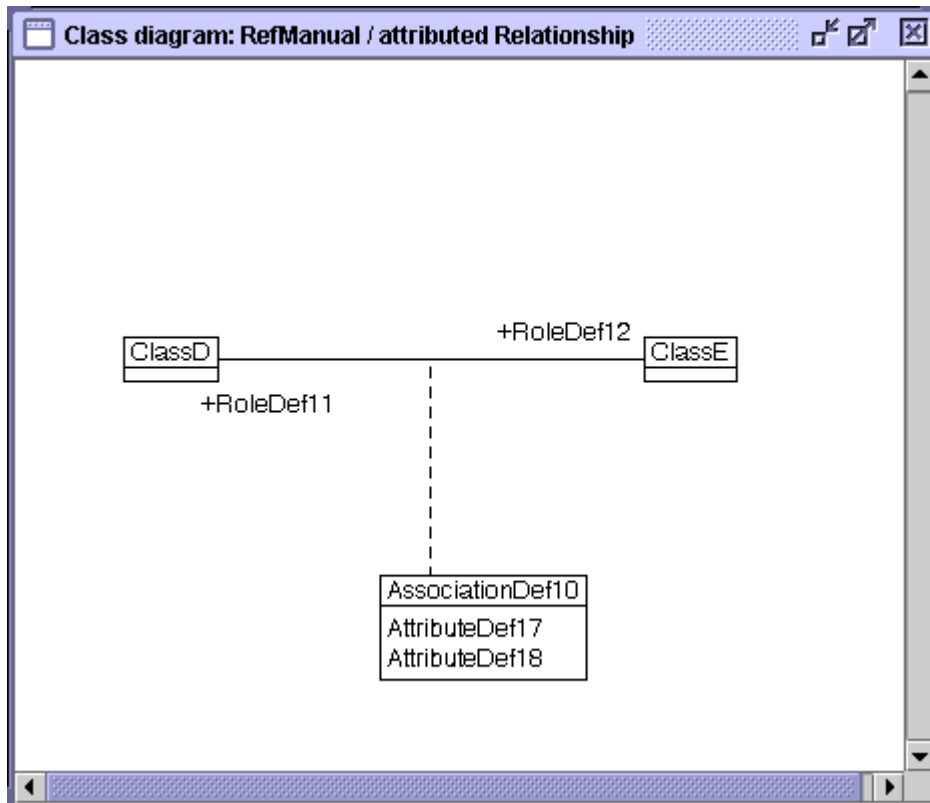 Class diagram: RefManual / attributed Relationship
+RoleDef12
ClassD
ClassE
+RoleDef11
AssociationDef10
AttributeDef17
AttributeDef18